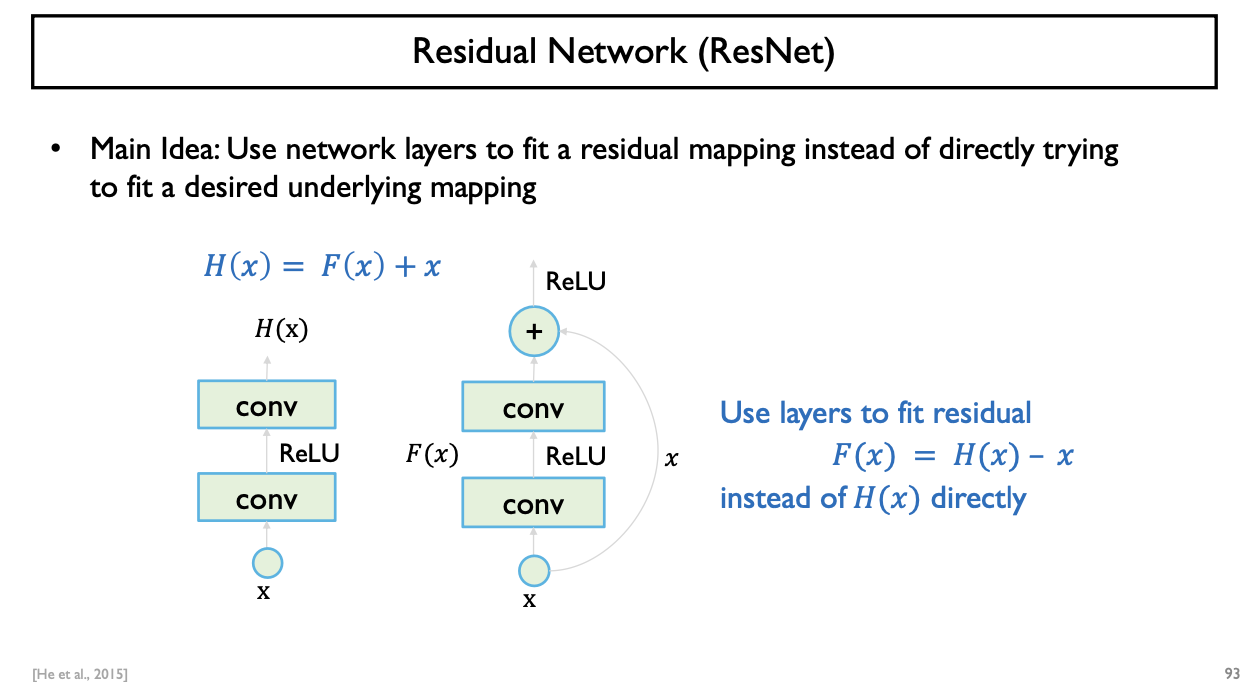 Residual Network (ResNet)
• Main Idea: Use network layers to fit a residual mapping instead of directly trying
to fit a desired underlying mapping
H(x) = F(x) + x
H(x)
conv
ReLU
conv
x
ReLU
+
conv
F(x)
ReLU
x
conv
x
Use layers to fit residual
F(x) = H(x) – x
instead of H(x) directly
[He et al., 2015]
93